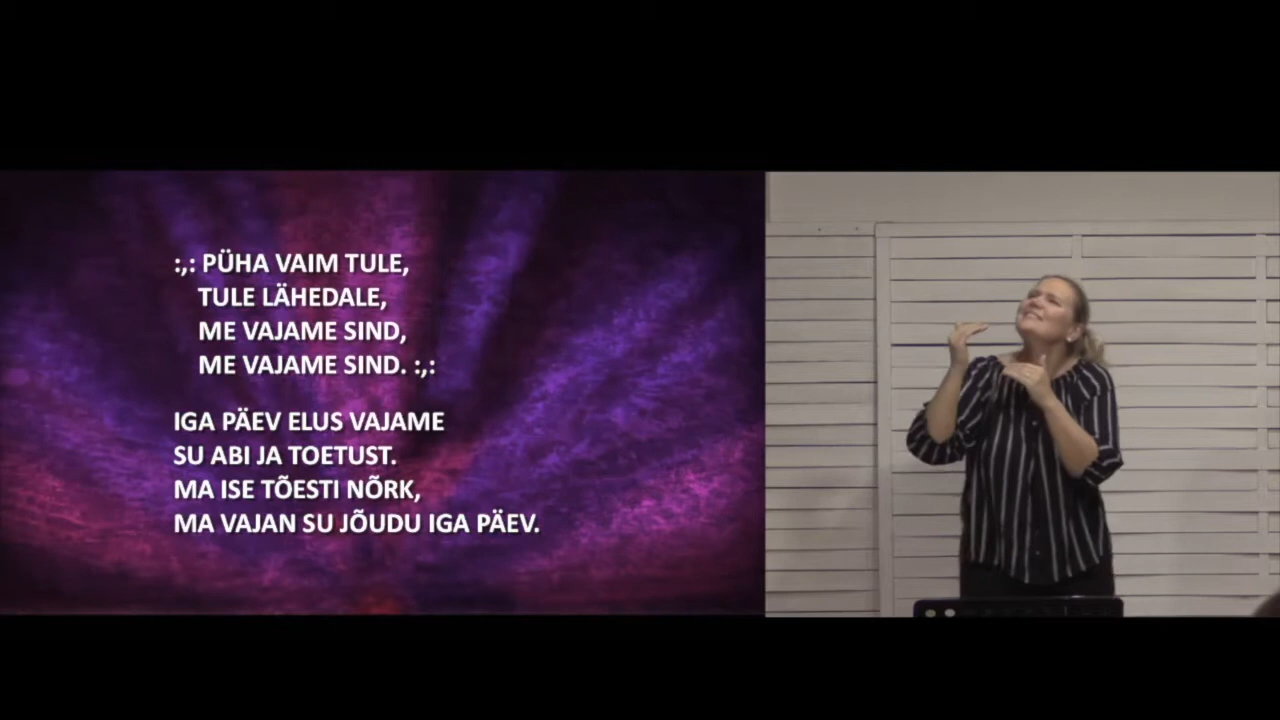 :,: PÜHA VAIM TULE,
TULE LÄHEDALE,
ME VAJAME SIND,
ME VAJAME SIND. :,:
IGA PÄEV ELUS VAJAME
SU ABI JA TOETUST.
MA ISE TÕESTI NÕRK,
MA VAJAN SU JÕUDU IGA PÄEV.